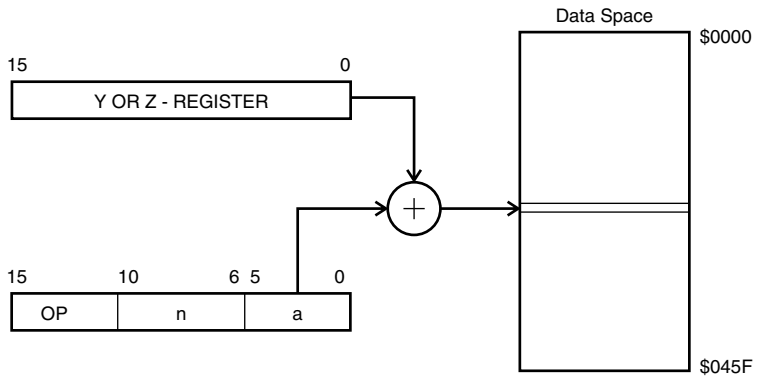 Data Space
$0000
15 0
Y OR Z - REGISTER
+
15 10 6 5 0
OP n a
$045F